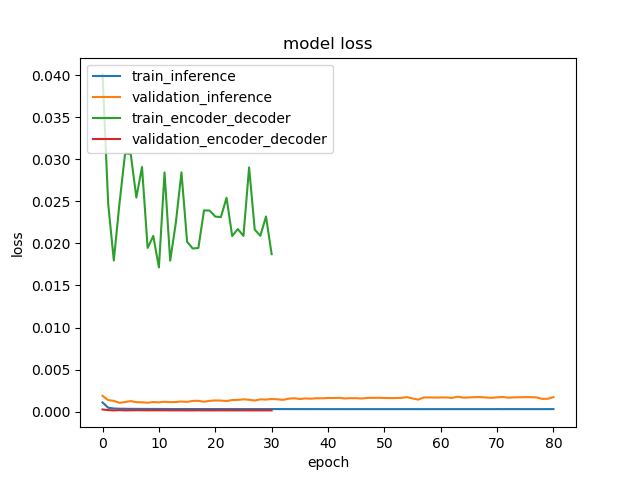 model loss
train_inference
validation_inference
train_encoder_decoder
validation_encoder_decoder
0.040
0.035
0.030
0.025
0.020
0.015
0.010
0.005
0.000
loss
0 10 20 30 40 50 60 70 80
epoch